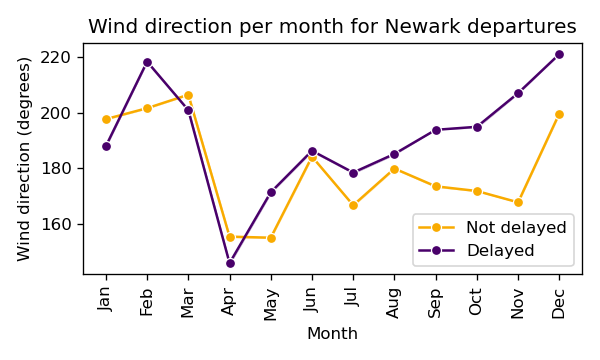 Wind direction per month for Newark departures
Wind direction (degrees)
220
200
180
160
Not delayed
Delayed
Jan
Feb
Mar
Apr
May
Jun
Jul
Aug
Sep
Oct
Nov
Dec
Month